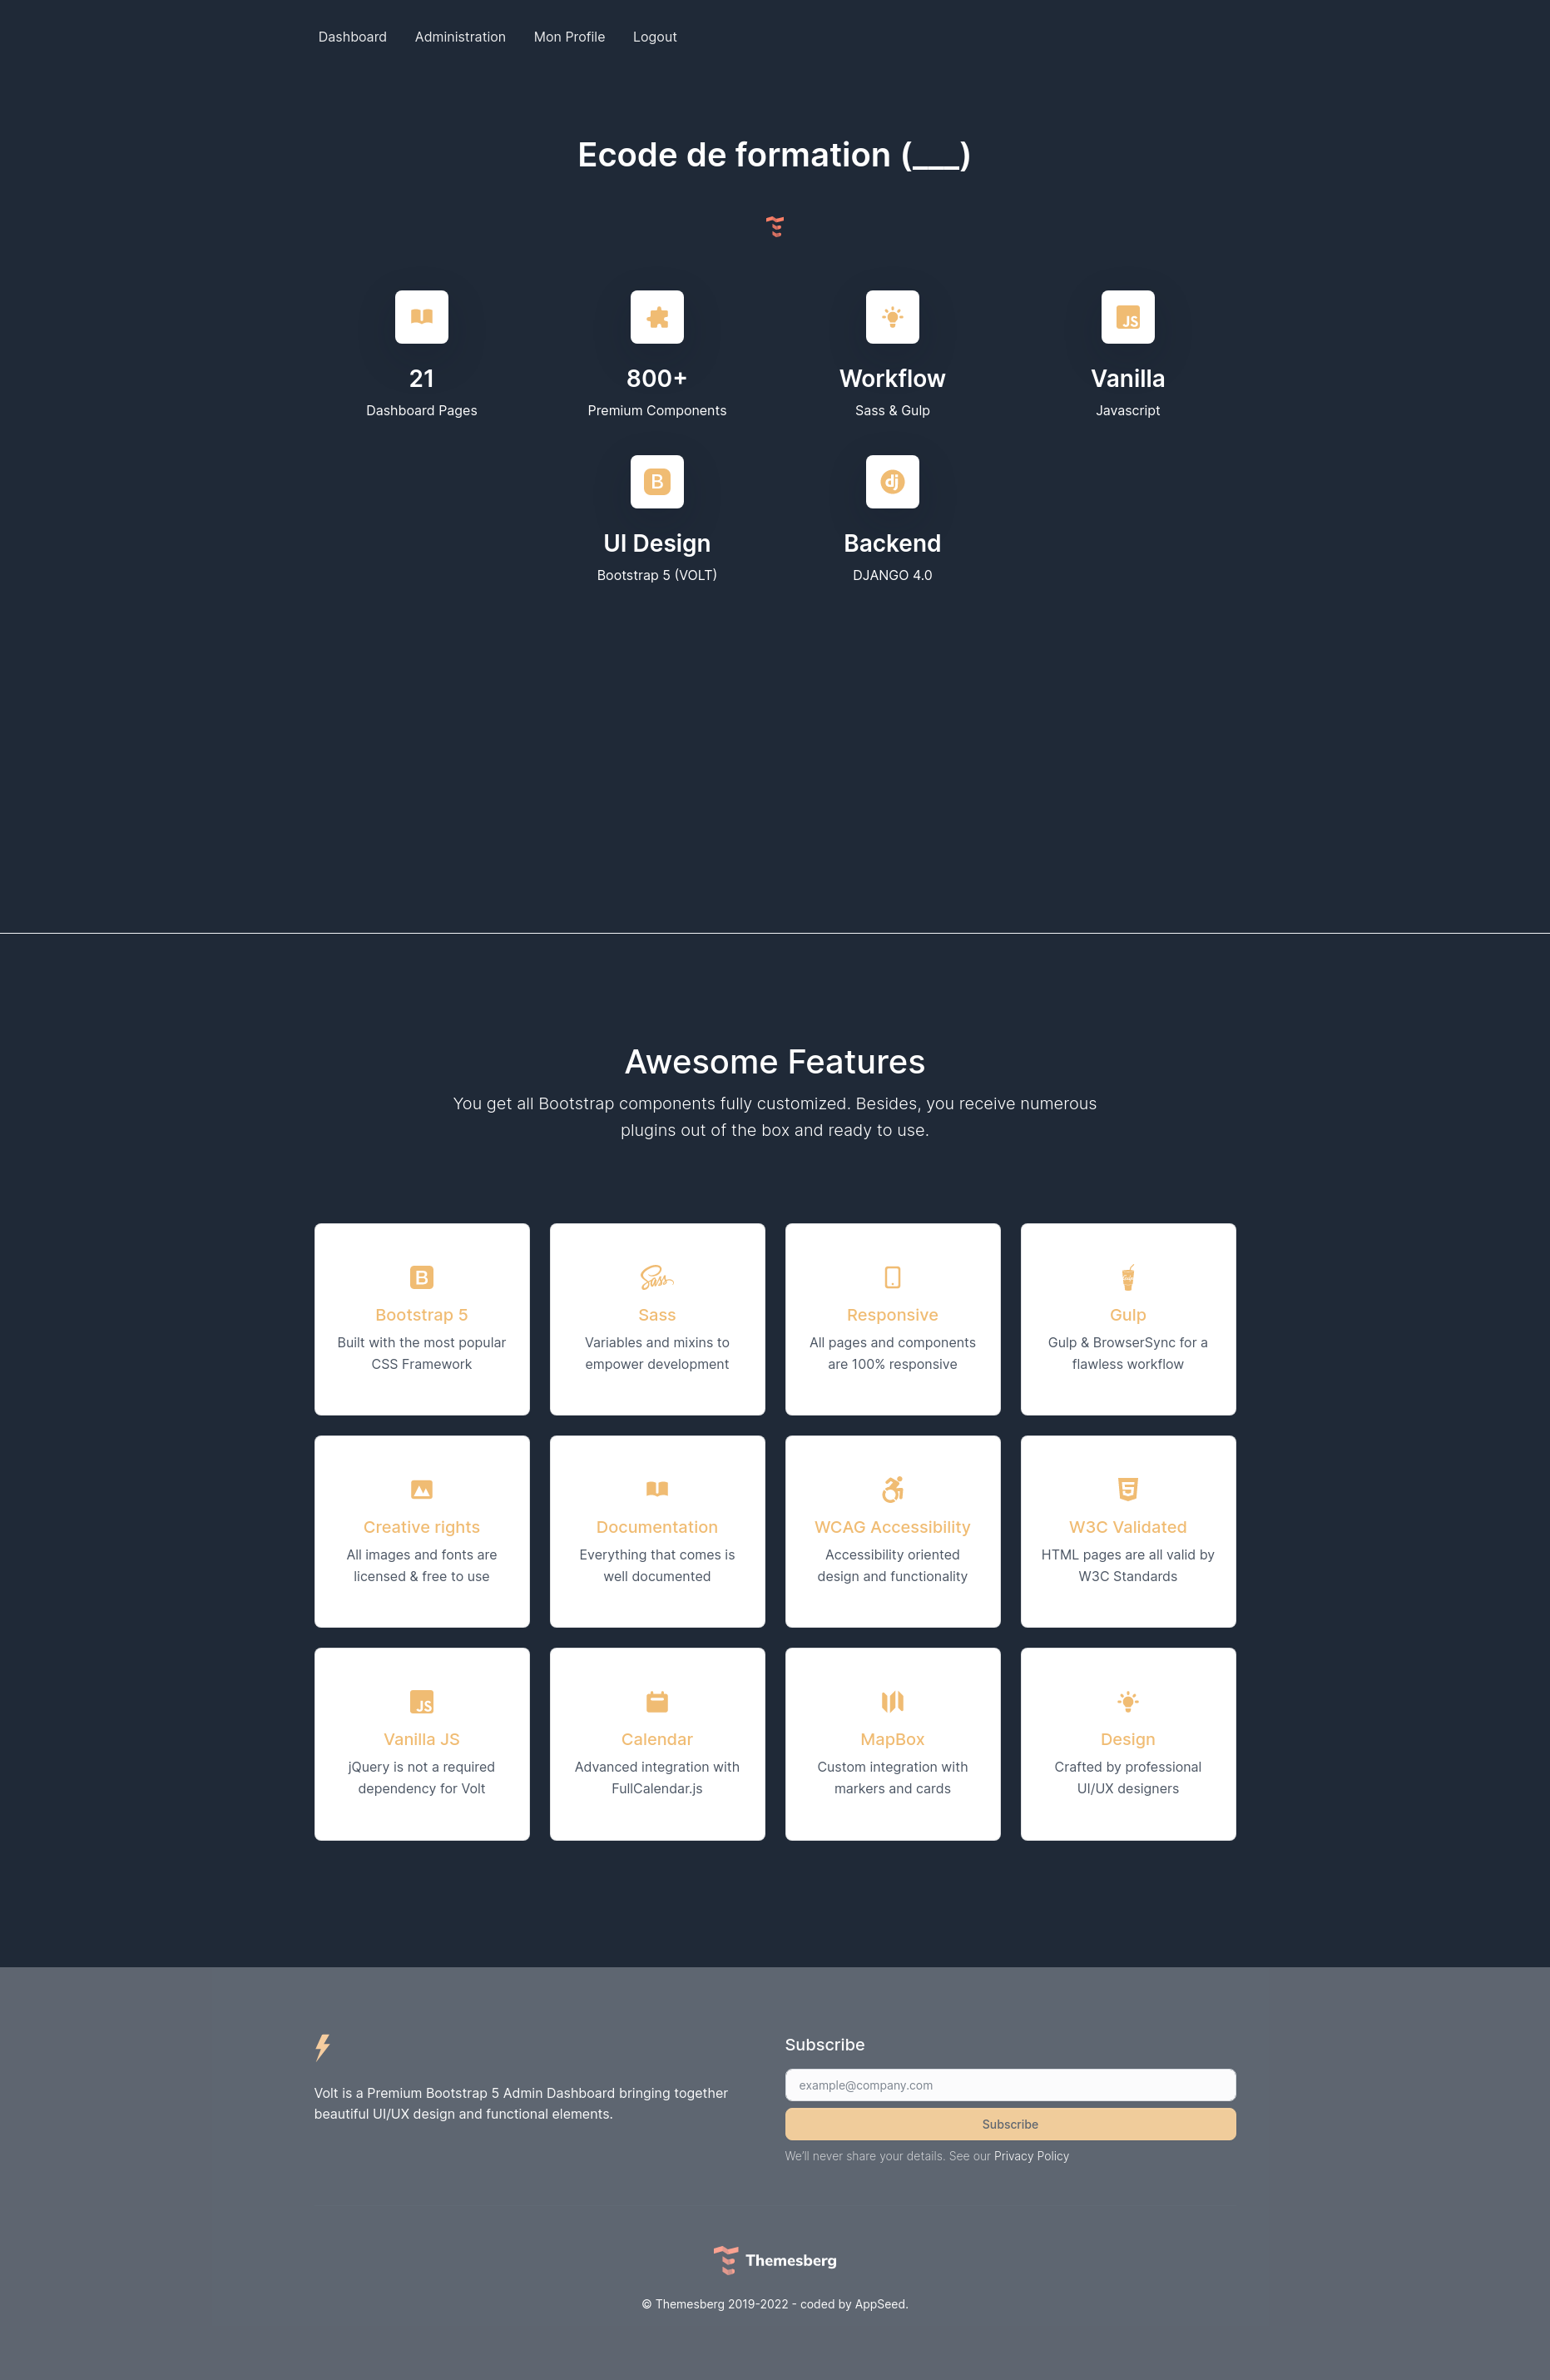 Dashboard Administration Mon Profile Logout
Ecode de formation (___)
21
Dashboard Pages
800+
Premium Components
Workflow
Sass & Gulp
JS
Vanilla
Javascript
B
UI Design
Bootstrap 5 (VOLT)
dj
Backend
DJANGO 4.0
Awesome Features
You get all Bootstrap components fully customized. Besides, you receive numerous
plugins out of the box and ready to use.
B
Bootstrap 5
Built with the most popular
CSS Framework
Sass
Sass
Variables and mixins to
empower development
Responsive
All pages and components
are 100% responsive
Gulp
Gulp & BrowserSync for a
flawless workflow
Creative rights
All images and fonts are
licensed & free to use
Documentation
Everything that comes is
well documented
WCAG Accessibility
Accessibility oriented
design and functionality
5
W3C Validated
HTML pages are all valid by
W3C Standards
JS
Vanilla JS
jQuery is not a required
dependency for Volt
Calendar
Advanced integration with
FullCalendar.js
MapBox
Custom integration with
markers and cards
Design
Crafted by professional
UI/UX designers
Volt is a Premium Bootstrap 5 Admin Dashboard bringing together
beautiful UI/UX design and functional elements.
Subscribe
example@company.com
Subscribe
We'll never share your details. See our Privacy Policy
Themesberg
© Themesberg 2019-2022 - coded by AppSeed.